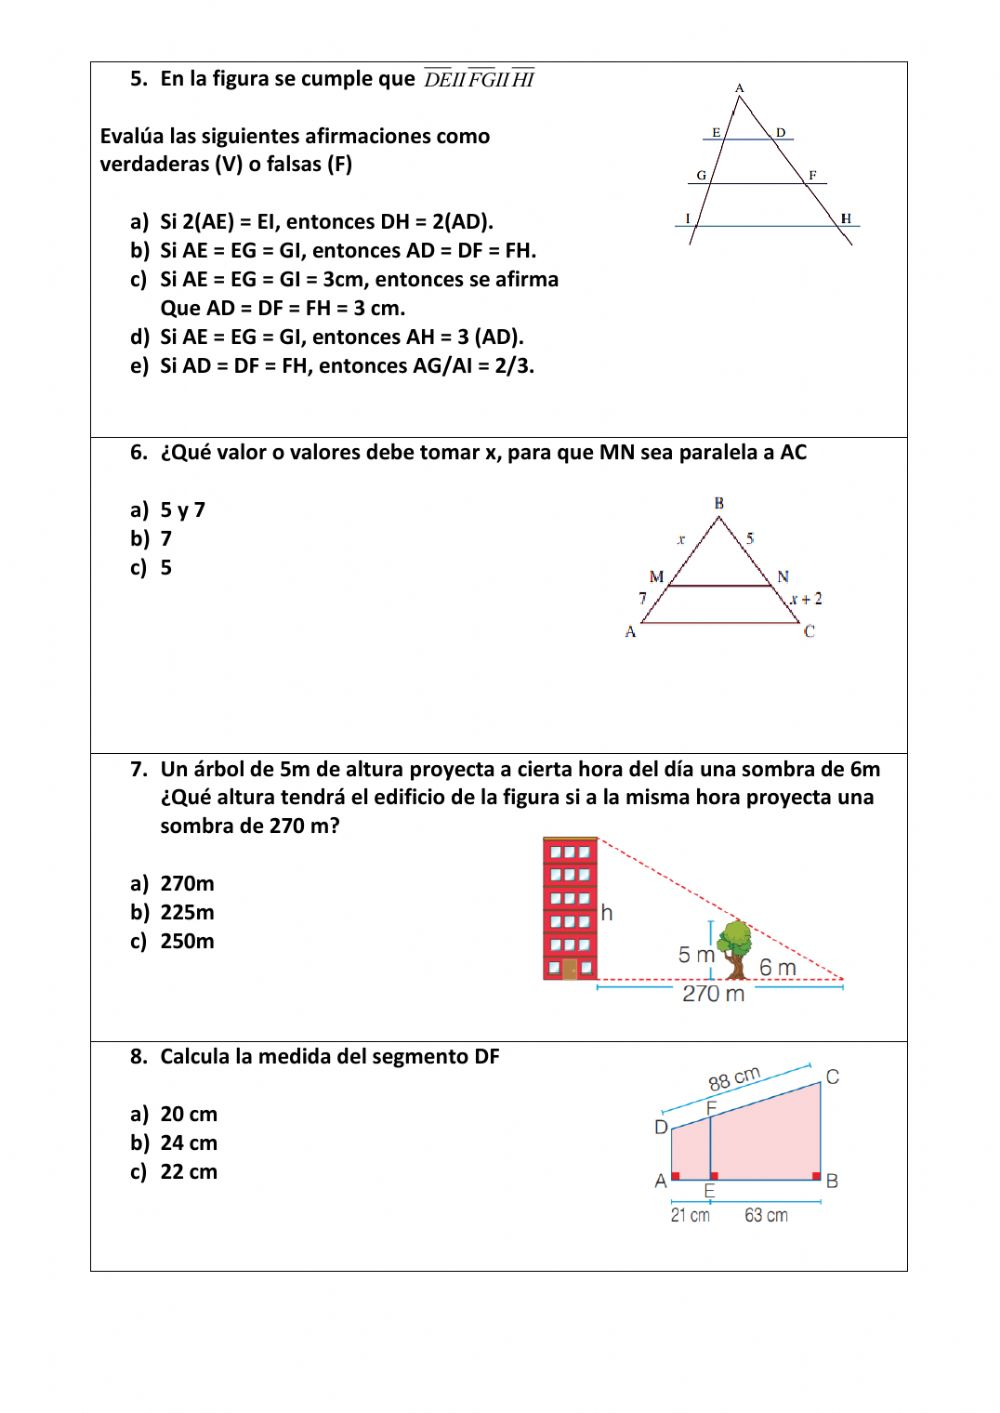 5. En la figura se cumple que DEIIFGIIHI
Evalúa las siguientes afirmaciones como
verdaderas (V) o falsas (F)
a) Si 2(AE) = EI, entonces DH = 2(AD).
b) Si AE = EG = GI, entonces AD = DF = FH.
c) Si AE = EG = GI = 3cm, entonces se afirma
Que AD = DF = FH = 3 cm.
d) Si AE = EG = GI, entonces AH = 3 (AD).
e) Si AD = DF = FH, entonces AG/AI = 2/3.
A
E D
G F
I H
6. ¿Qué valor o valores debe tomar x, para que MN sea paralela a AC
a) 5 y 7
b) 7
c) 5
B
x 5
M N
7 x + 2
A C
7. Un árbol de 5m de altura proyecta a cierta hora del día una sombra de 6m
¿Qué altura tendrá el edificio de la figura si a la misma hora proyecta una
sombra de 270 m?
a) 270m
b) 225m
c) 250m
h
5 m 6 m
270 m
8. Calcula la medida del segmento DF
a) 20 cm
b) 24 cm
c) 22 cm
88 cm C
F
D
A E B
21 cm 63 cm